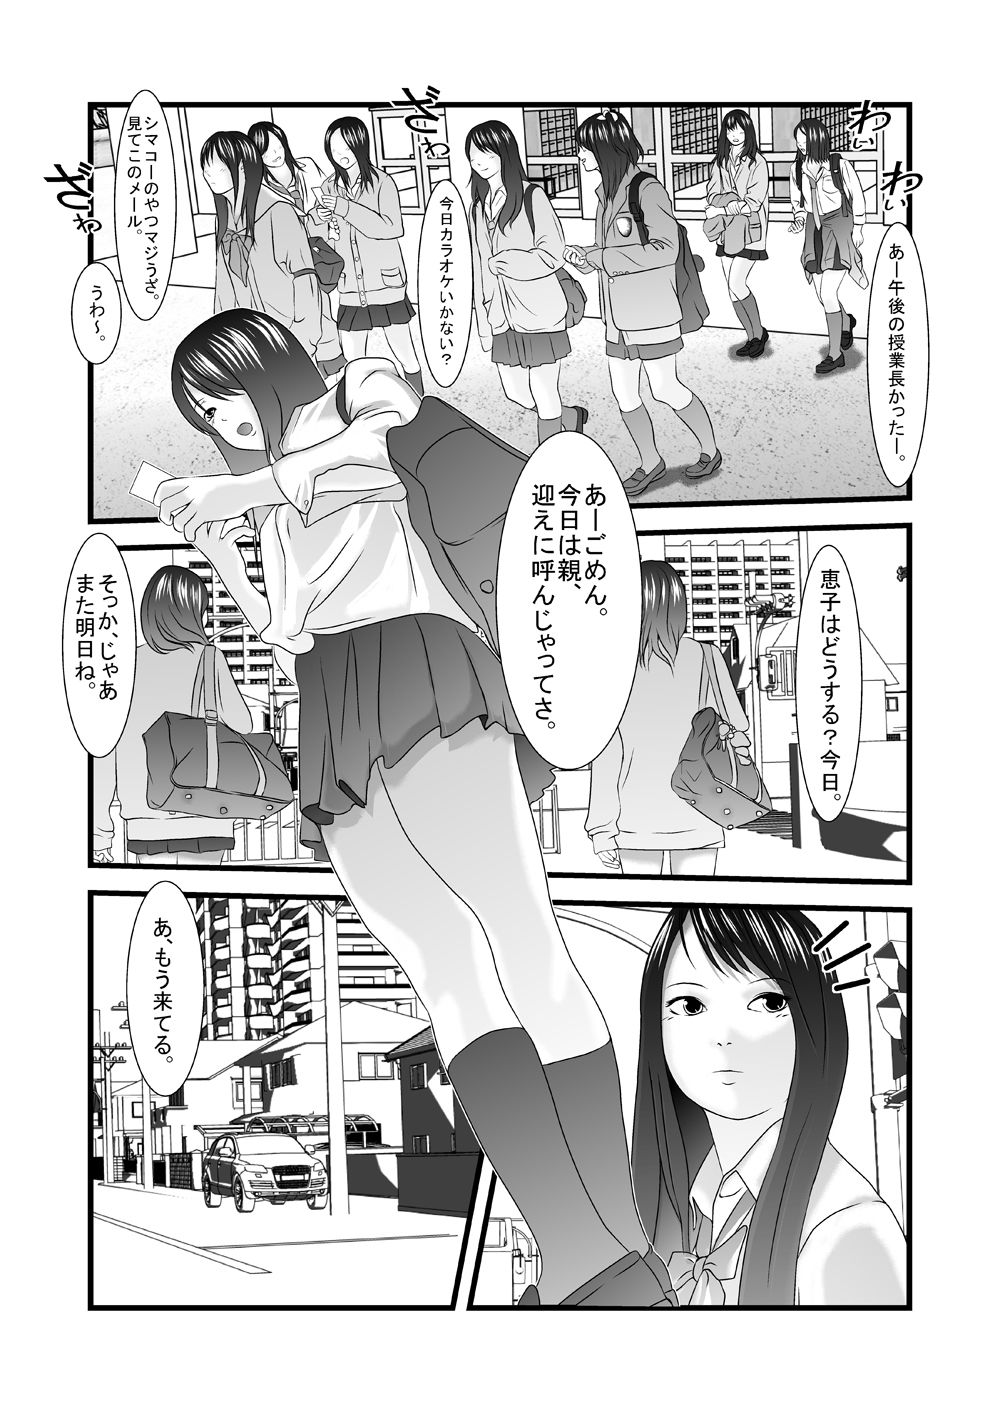 わい
わい
あー午後の授業長かったー。
ざわ
今日カラオケいかない？
シマコーのやつマジうざ。
見てこのメール。
ざわ
うわ〜。
恵子はどうする？今日。
あーごめん。
今日は親、
迎えに呼んじゃってさ。
そっか、じゃあ
また明日ね。
あ、もう来てる。